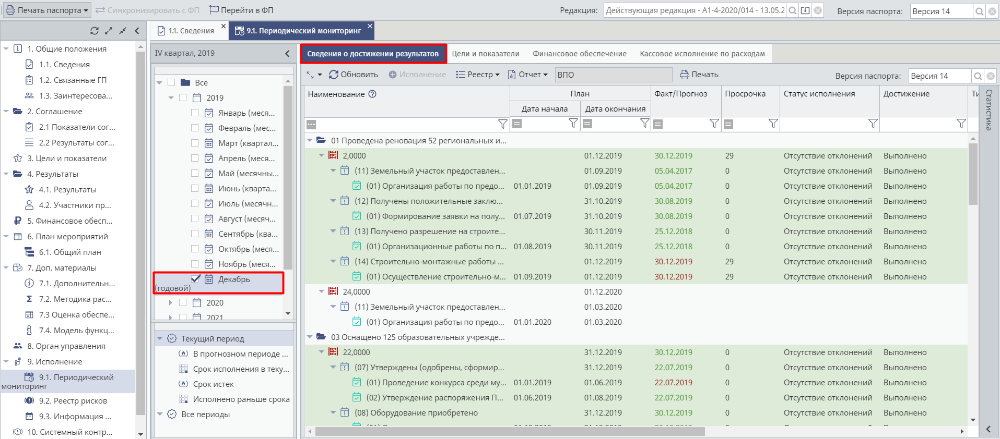 Печать паспорта
Синхронизировать с ФП
Перейти в ФП
Редакция:
Действующая редакция - А1-4-2020/014 - 13.05.2
Версия паспорта:
Версия 14
1.1. Сведения
9.1. Периодический мониторинг
1. Общие положения
1.1. Сведения
1.2. Связанные ГП
1.3. Заинтересова...
2. Соглашение
2.1 Показатели сог...
2.2 Результаты сог...
3. Цели и показатели
4. Результаты
4.1. Результаты
4.2. Участники пр...
5. Финансовое обесп...
6. План мероприятий
6.1. Общий план
7. Доп. материалы
7.1. Дополнительн...
7.2. Методика рас...
7.3 Оценка обеспе...
7.4. Модель функц...
8. Орган управления
9. Исполнение
9.1. Периодический
мониторинг
9.2. Реестр рисков
9.3. Информация ...
10. Системный контр...
IV квартал, 2019
Все
2019
Январь (меся...
Февраль (мес...
Март (квартал...
Апрель (меся...
Май (месячны...
Июнь (кварта...
Июль (месячн...
Август (месяч...
Сентябрь (ква...
Октябрь (меся...
Ноябрь (меся...
Декабрь
(годовой)
2020
2021
Текущий период
В прогнозном периоде ...
Срок исполнения в теку...
Срок истек
Исполнено раньше срока
Все периоды
Сведения о достижении результатов
Цели и показатели
Финансовое обеспечение
Кассовое исполнение по расходам
Обновить
Исполнение
Реестр
Отчет
ВПО
Печать
Версия паспорта:
Версия 14
Наименование
План
Факт/Прогноз
Просрочка
Статус исполнения
Достижение
Ти
Дата начала
Дата окончания
Статистика
01 Проведена реновация 52 региональных и...
2,0000 01.12.2019 30.12.2019 29 Отсутствие отклонений Выполнено
(11) Земельный участок предоставлен... 01.09.2019 05.04.2017 0 Отсутствие отклонений Выполнено
(01) Организация работы по предо... 01.01.2019 01.09.2019 05.04.2017 0 Отсутствие отклонений Выполнено
(12) Получены положительные заклю... 31.10.2019 30.08.2019 0 Отсутствие отклонений Выполнено
(01) Формирование заявки на полу... 01.07.2019 31.10.2019 30.08.2019 0 Отсутствие отклонений Выполнено
(13) Получено разрешение на строите... 30.11.2019 25.12.2018 0 Отсутствие отклонений Выполнено
(01) Организационные работы по п... 01.08.2019 30.11.2019 25.12.2018 0 Отсутствие отклонений Выполнено
(14) Строительно-монтажные работы ... 01.12.2019 30.12.2019 29 Отсутствие отклонений Выполнено
(01) Осуществление строительно-м... 01.09.2019 01.12.2019 30.12.2019 29 Отсутствие отклонений Выполнено
24,0000 01.12.2020
(11) Земельный участок предоставлен... 01.03.2020
(01) Организация работы по предо... 01.01.2020 01.03.2020
03 Оснащено 125 образовательных учрежде...
22,0000 31.12.2019 30.12.2019 0 Отсутствие отклонений Выполнено
(07) Утверждены (одобрены, сформир... 31.12.2019 22.07.2019 0 Отсутствие отклонений Выполнено
(01) Проведение конкурса среди му... 01.01.2019 01.06.2019 22.07.2019 0 Отсутствие отклонений Выполнено
(02) Утверждение распоряжения П... 01.06.2019 01.08.2019 22.07.2019 0 Отсутствие отклонений Выполнено
(08) Оборудование приобретено 31.12.2019 30.12.2019 0 Отсутствие отклонений Выполнено